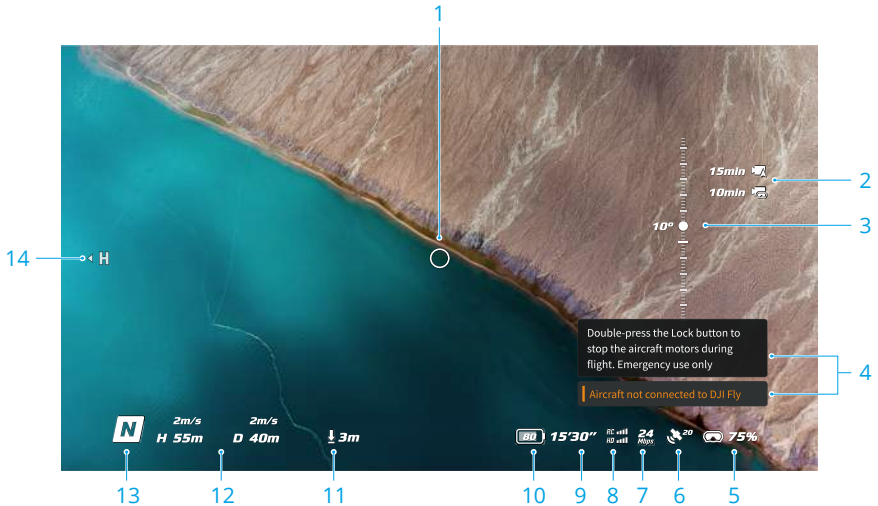 1
15min
2
10min
10°
3
14
H
Double-press the Lock button to
stop the aircraft motors during
flight. Emergency use only
4
Aircraft not connected to DJI Fly
N
2m/s
2m/s
H 55m
D 40m
3m
80
15'30"
RC
HD
24
Mbps
20
75%
13
12
11
10
9
8
7
6
5